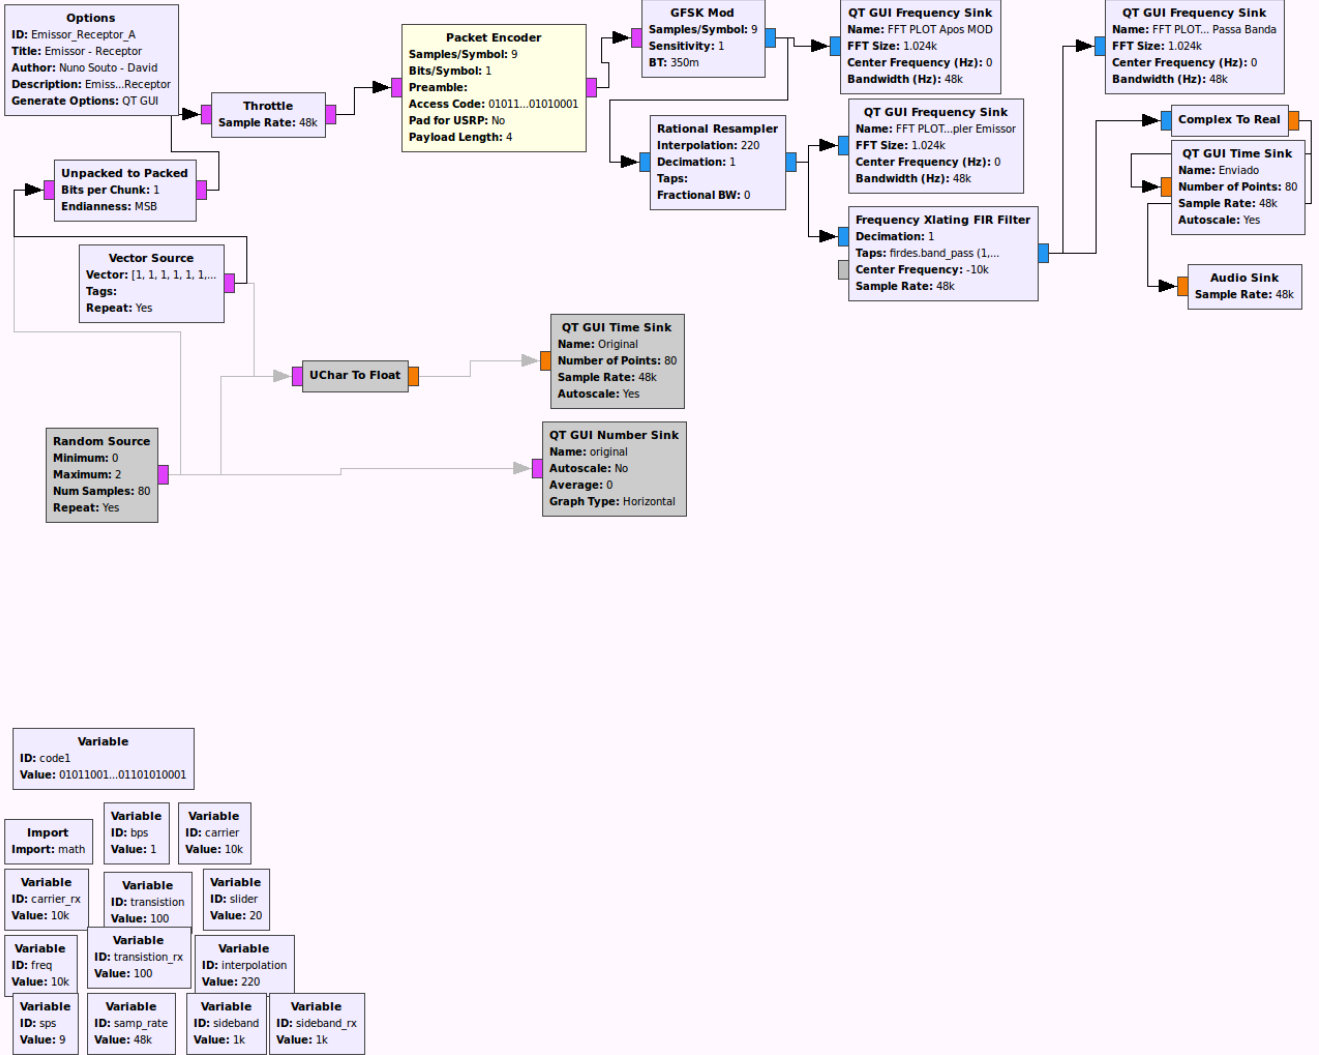 Options
ID: Emissor_Receptor_A
Title: Emissor - Receptor
Author: Nuno Souto - David
Description: Emiss...Receptor
Generate Options: QT GUI
Throttle
Sample Rate: 48k
Packet Encoder
Samples/Symbol: 9
Bits/Symbol: 1
Preamble:
Access Code: 01011...01010001
Pad for USRP: No
Payload Length: 4
GFSK Mod
Samples/Symbol: 9
Sensitivity: 1
BT: 350m
QT GUI Frequency Sink
Name: FFT PLOT Apos MOD
FFT Size: 1.024k
Center Frequency (Hz): 0
Bandwidth (Hz): 48k
QT GUI Frequency Sink
Name: FFT PLOT... Passa Banda
FFT Size: 1.024k
Center Frequency (Hz): 0
Bandwidth (Hz): 48k
Rational Resampler
Interpolation: 220
Decimation: 1
Taps:
Fractional BW: 0
QT GUI Frequency Sink
Name: FFT PLOT...pler Emissor
FFT Size: 1.024k
Center Frequency (Hz): 0
Bandwidth (Hz): 48k
Complex To Real
QT GUI Time Sink
Name: Enviado
Number of Points: 80
Sample Rate: 48k
Autoscale: Yes
Unpacked to Packed
Bits per Chunk: 1
Endianness: MSB
Frequency Xlating FIR Filter
Decimation: 1
Taps: firdes.band_pass (1,...
Center Frequency: -10k
Sample Rate: 48k
Vector Source
Vector: [1, 1, 1, 1, 1, 1,...
Tags:
Repeat: Yes
Audio Sink
Sample Rate: 48k
UChar To Float
QT GUI Time Sink
Name: Original
Number of Points: 80
Sample Rate: 48k
Autoscale: Yes
Random Source
Minimum: 0
Maximum: 2
Num Samples: 80
Repeat: Yes
QT GUI Number Sink
Name: original
Autoscale: No
Average: 0
Graph Type: Horizontal
Variable
ID: code1
Value: 01011001...01101010001
Import
Import: math
Variable
ID: bps
Value: 1
Variable
ID: carrier
Value: 10k
Variable
ID: carrier_rx
Value: 10k
Variable
ID: transistion
Value: 100
Variable
ID: slider
Value: 20
Variable
ID: freq
Value: 10k
Variable
ID: transistion_rx
Value: 100
Variable
ID: interpolation
Value: 220
Variable
ID: sps
Value: 9
Variable
ID: samp_rate
Value: 48k
Variable
ID: sideband
Value: 1k
Variable
ID: sideband_rx
Value: 1k